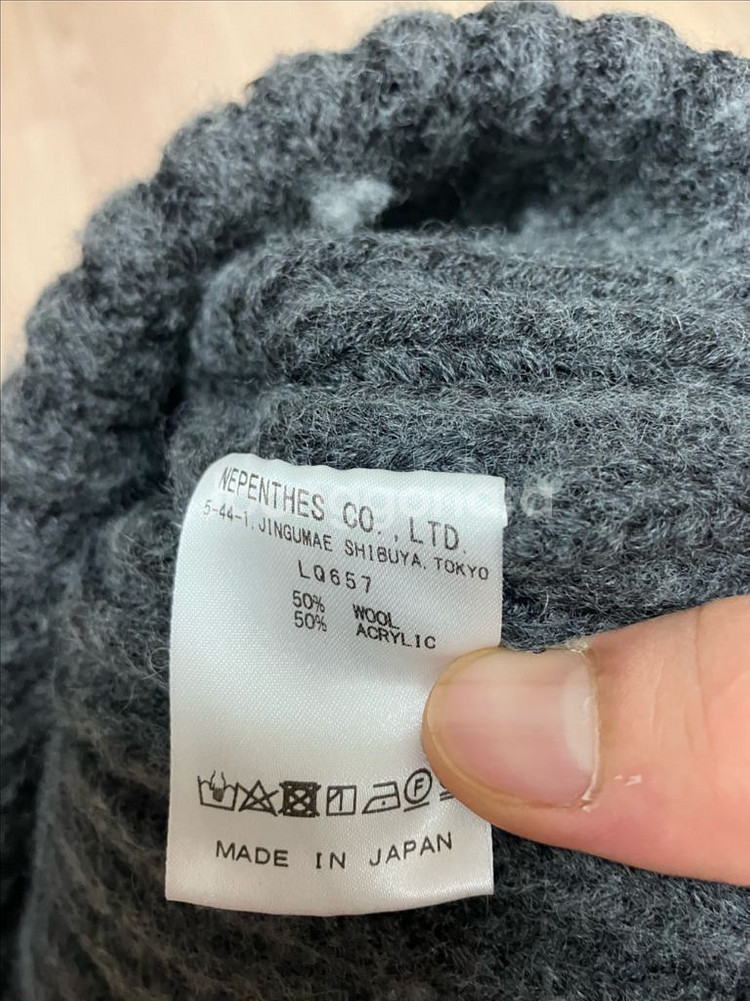 NEPENTHES CO., LTD.
5-44-1, JINGUMAE SHIBUYA, TOKYO
LQ657
50% WOOL
50% ACRYLIC
F
MADE IN JAPAN